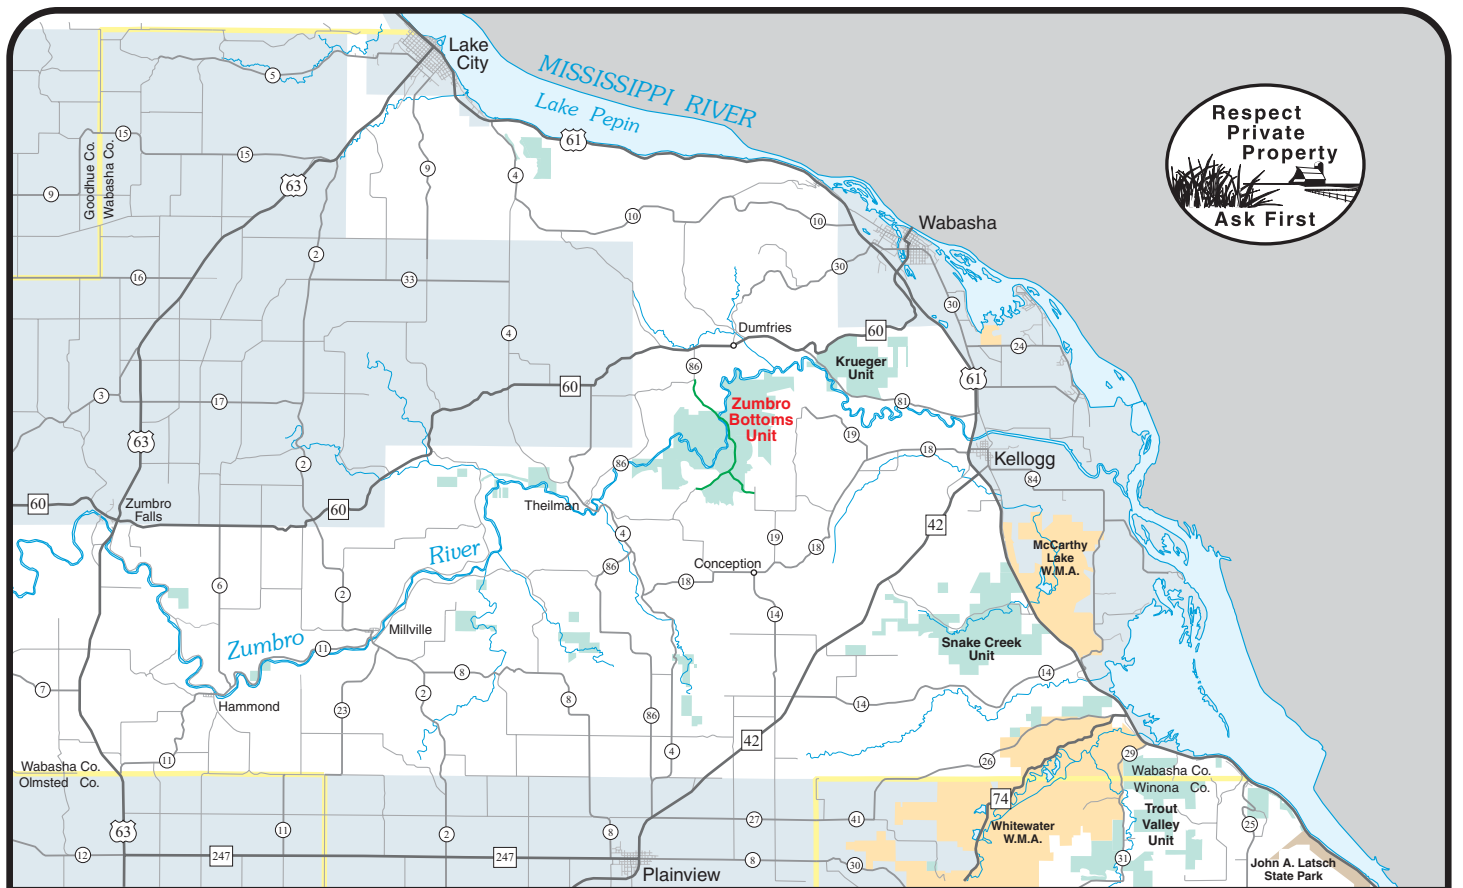 Lake
City
MISSISSIPPI RIVER
Lake Pepin
Respect
Private
Property
Ask First
5
61
15
15
9
63
4
9
Goodhue Co.
Wabasha Co.
10
10
Wabasha
2
16
33
30
30
4
Dumfries
60
24
Krueger
Unit
86
61
60
3
17
81
Zumbro
Bottoms
Unit
63
19
18
2
86
Kellogg
84
60
Zumbro
Falls
60
Theilman
42
4
19
18
River
McCarthy
Lake
W.M.A.
Conception
86
18
6
2
14
Millville
Zumbro
11
Snake Creek
Unit
8
14
7
2
8
14
Hammond
23
86
42
4
11
26
29
Wabasha Co.
Olmsted Co.
Wabasha Co.
Winona Co.
74
Trout
Valley
Unit
Whitewater
W.M.A.
63
11
2
8
27
41
25
12
247
247
8
30
31
John A. Latsch
State Park
Plainview